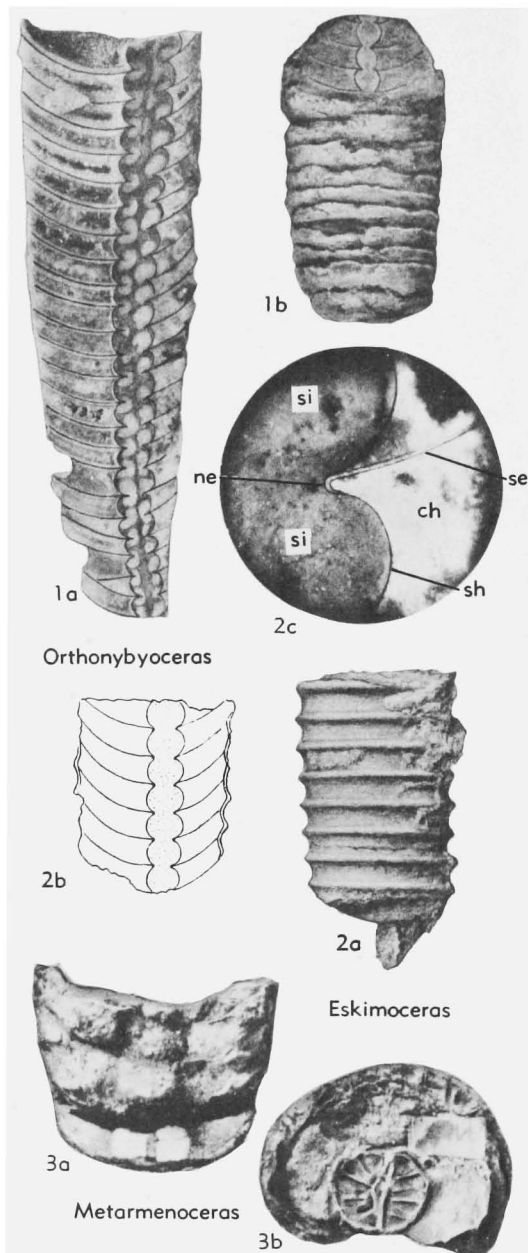 1a
1b
si
ne
se
ch
si
sh
2c
Orthonybyoceras
2b
2a
Eskimoceras
3a
Metarmenoceras
3b